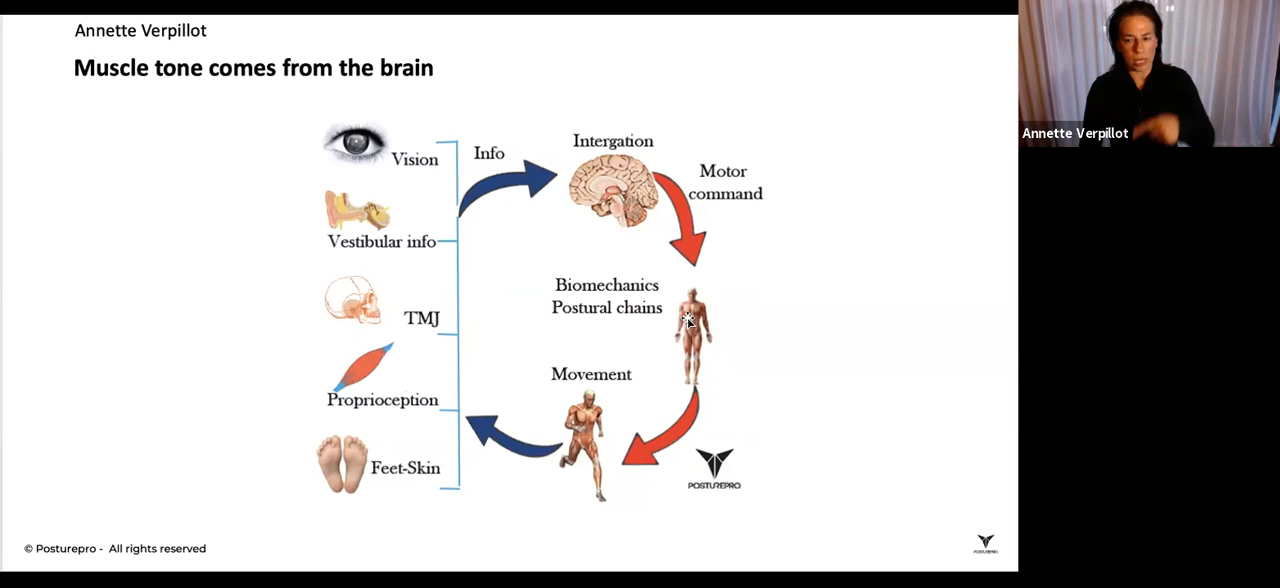 Annette Verpillot
Muscle tone comes from the brain
Vision
Info
Intergation
Motor
command
Vestibular info
Biomechanics
Postural chains
TMJ
Movement
Proprioception
Feet-Skin
POSTUREPRO
© Posturepro - All rights reserved
POSTUREPRO
Annette Verpillot